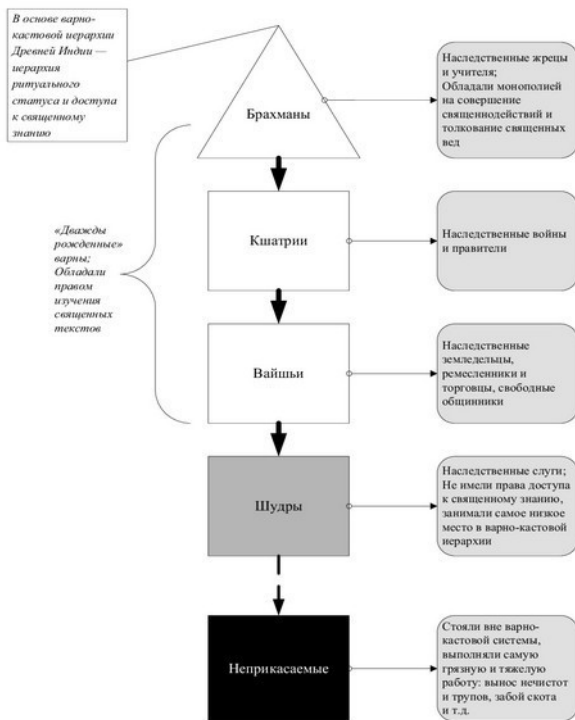 В основе варно-
кастовой иерархии
Древней Индии —
иерархия
ритуального
статуса и доступа
к священному
знанию
Брахманы
Наследственные жрецы
и учителя;
Обладали монополией
на совершение
священнодействий и
толкование священных
вед
«Дважды
рожденные»
варны;
Обладали
правом
изучения
священных
текстов
Кшатрии
Наследственные войны
и правители
Вайшьи
Наследственные
земледельцы,
ремесленники и
торговцы, свободные
общинники
Шудры
Наследственные слуги;
Не имели права доступа
к священному знанию,
занимали самое низкое
место в варно-кастовой
иерархии
Неприкасаемые
Стояли вне варно-
кастовой системы,
выполняли самую
грязную и тяжелую
работу: вынос нечистот
и трупов, забой скота
и т.д.